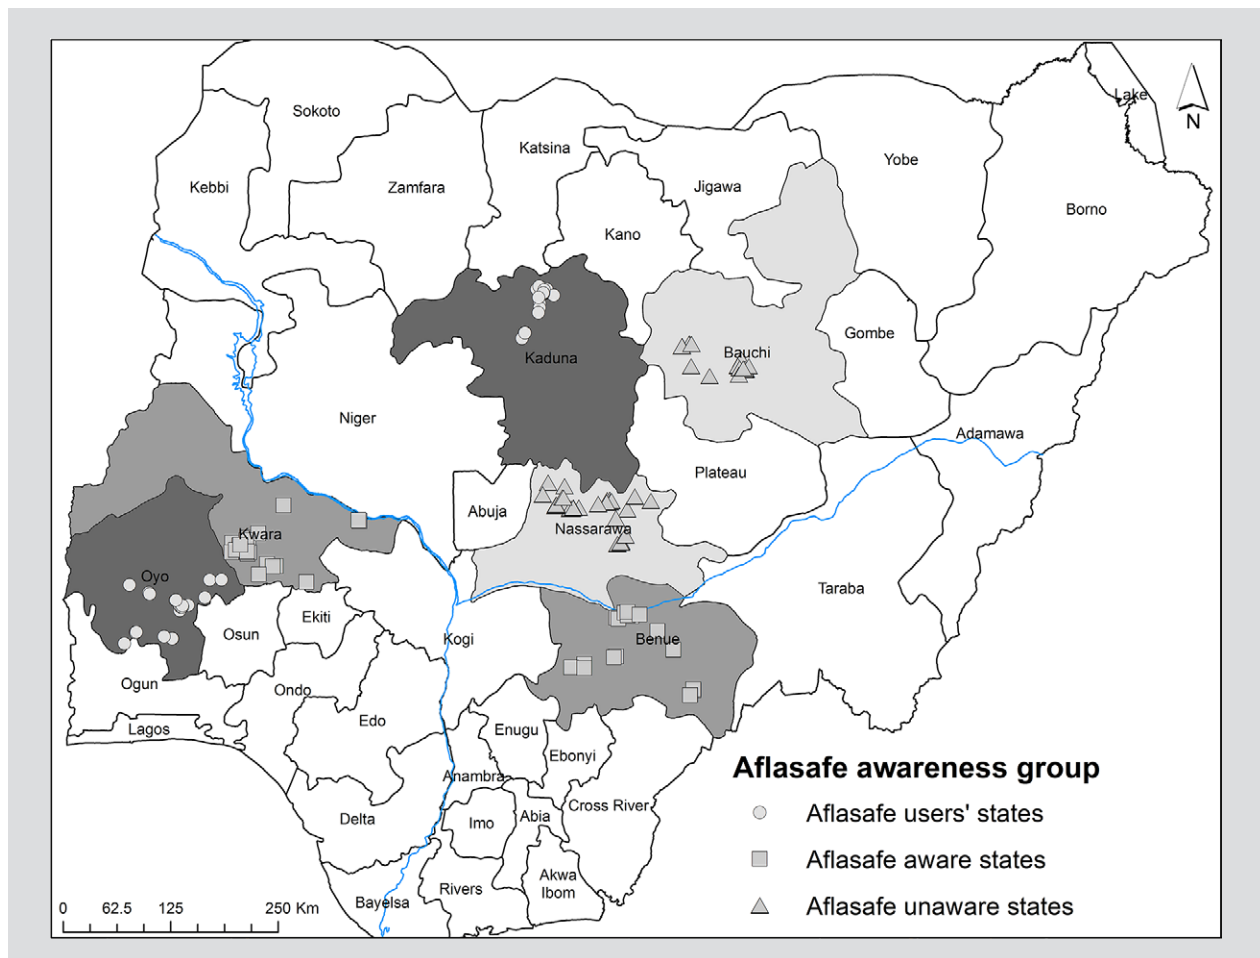 Lake
N
Sokoto
Katsina
Yobe
Kebbi
Zamfara
Jigawa
Borno
Kano
Gombe
Bauchi
Kaduna
Niger
Adamawa
Plateau
Abuja
Nassarawa
Kwara
Oyo
Taraba
Ekiti
Osun
Kogi
Benue
Ogun
Ondo
Edo
Lagos
Enugu
Ebonyi
Anambra
Cross River
Delta
Imo
Abia
Akwa
Ibom
Rivers
Bayelsa
Aflasafe awareness group
Aflasafe users' states
Aflasafe aware states
Aflasafe unaware states
0 62.5 125 250 Km